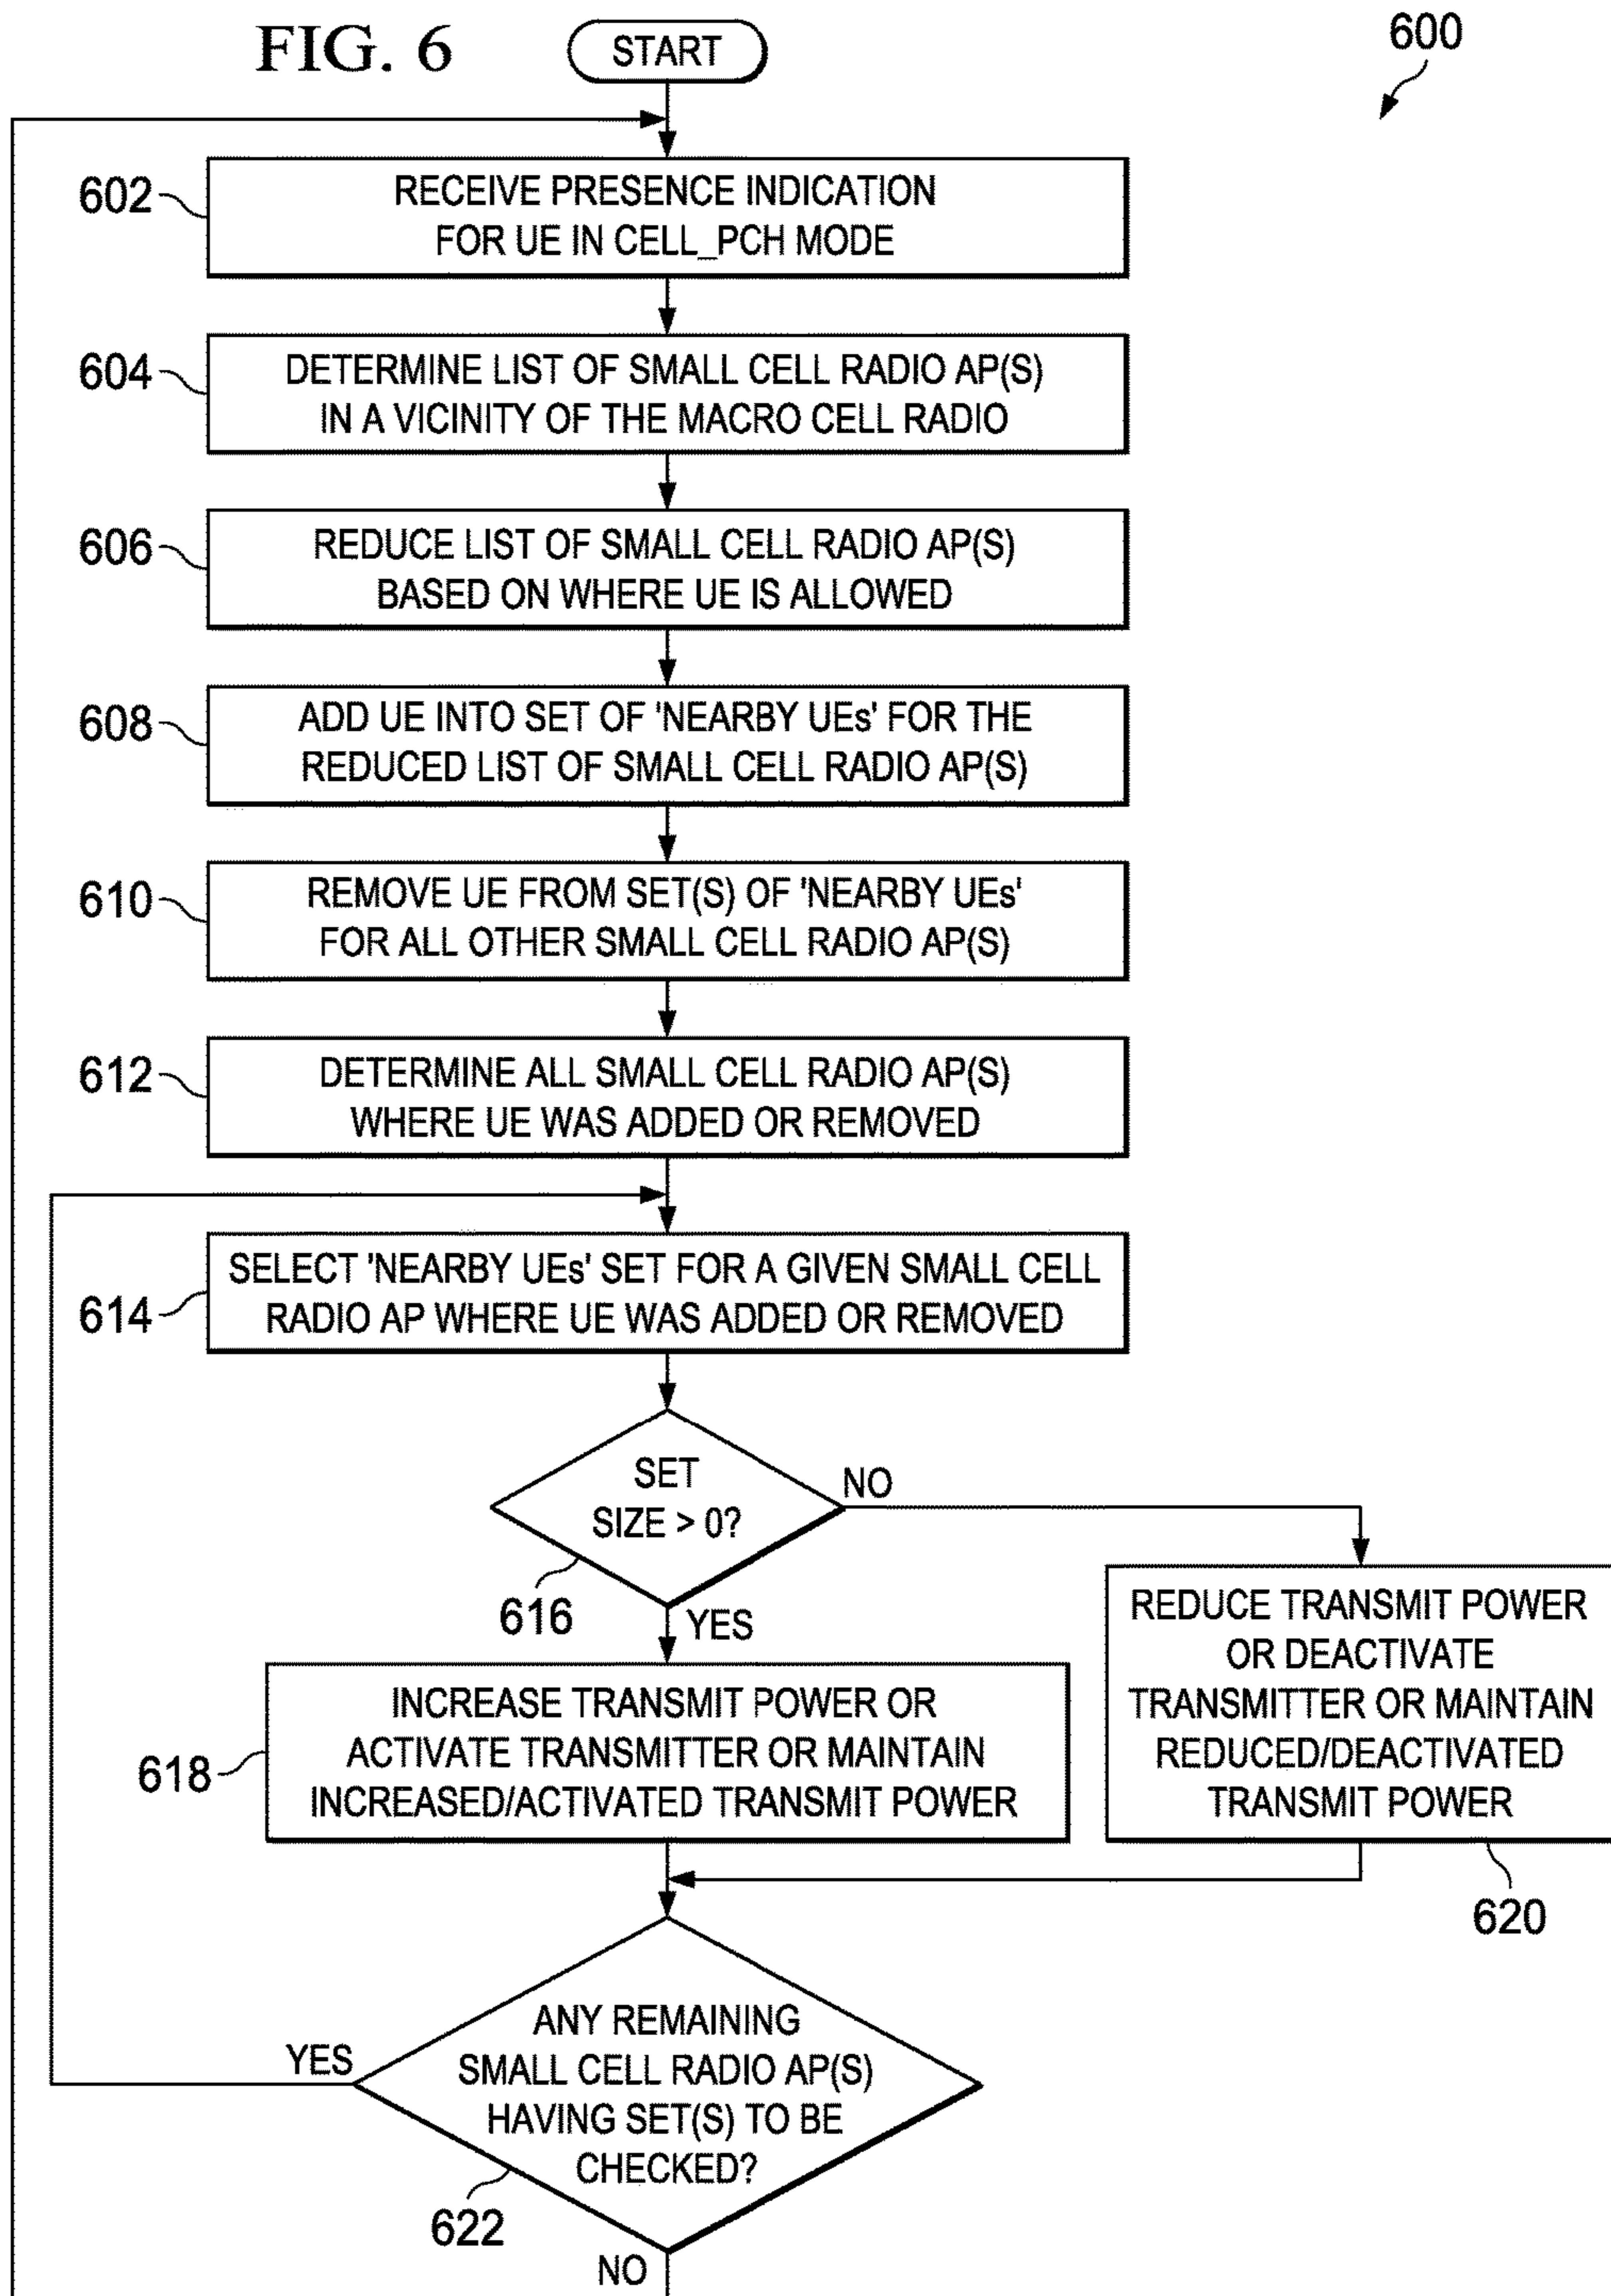 FIG. 6
START
600
602
RECEIVE PRESENCE INDICATION
FOR UE IN CELL_PCH MODE
604
DETERMINE LIST OF SMALL CELL RADIO AP(S)
IN A VICINITY OF THE MACRO CELL RADIO
606
REDUCE LIST OF SMALL CELL RADIO AP(S)
BASED ON WHERE UE IS ALLOWED
608
ADD UE INTO SET OF 'NEARBY UEs' FOR THE
REDUCED LIST OF SMALL CELL RADIO AP(S)
610
REMOVE UE FROM SET(S) OF 'NEARBY UEs'
FOR ALL OTHER SMALL CELL RADIO AP(S)
612
DETERMINE ALL SMALL CELL RADIO AP(S)
WHERE UE WAS ADDED OR REMOVED
614
SELECT 'NEARBY UEs' SET FOR A GIVEN SMALL CELL
RADIO AP WHERE UE WAS ADDED OR REMOVED
SET
SIZE > 0?
616
NO
YES
618
INCREASE TRANSMIT POWER OR
ACTIVATE TRANSMITTER OR MAINTAIN
INCREASED/ACTIVATED TRANSMIT POWER
REDUCE TRANSMIT POWER
OR DEACTIVATE
TRANSMITTER OR MAINTAIN
REDUCED/DEACTIVATED
TRANSMIT POWER
620
ANY REMAINING
SMALL CELL RADIO AP(S)
HAVING SET(S) TO BE
CHECKED?
YES
622
NO